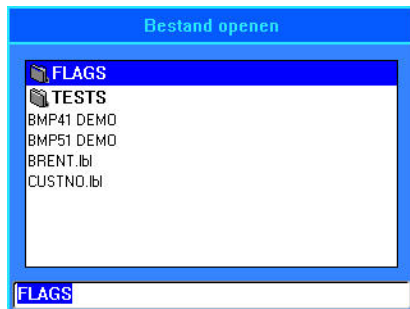 Bestand openen
FLAGS
TESTS
BMP41 DEMO
BMP51 DEMO
BRENT.lbl
CUSTNO.lbl
FLAGS